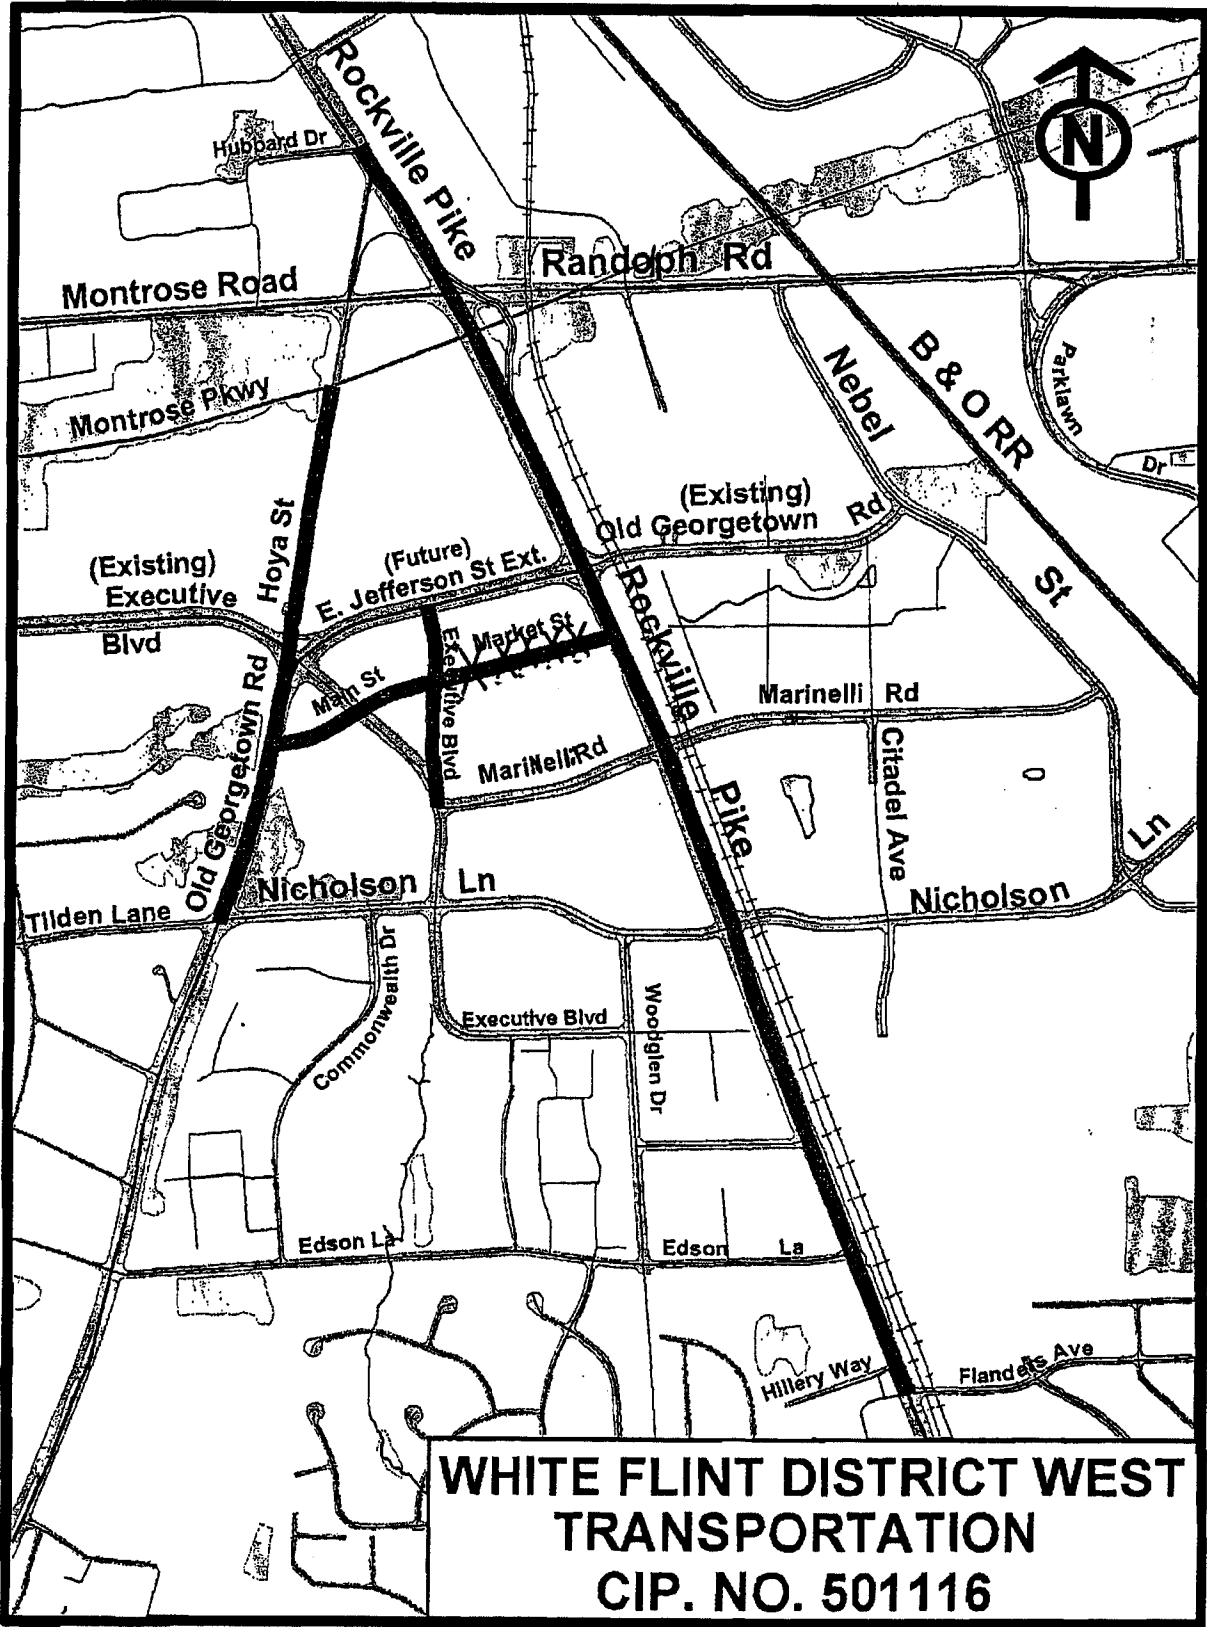 Rockville Pike
Hubbard Dr
N
Montrose Road
Randoph Rd
B & O RR
Parklawn
Dr
Nebel
St
Montrose Pkwy
(Existing)
Old Georgetown Rd
Hoya St
(Future)
E. Jefferson St Ext.
(Existing)
Executive
Blvd
Rockville
Pike
Market St
Executive Blvd
Main St
Old Georgetown Rd
Marinelli Rd
Marinelli Rd
Citadel Ave
Nicholson Ln
Nicholson
Ln
Tilden Lane
Commonwealth Dr
Executive Blvd
Woodglen Dr
Edson La
Edson La
Hillery Way
Flanders Ave
WHITE FLINT DISTRICT WEST
TRANSPORTATION
CIP. NO. 501116